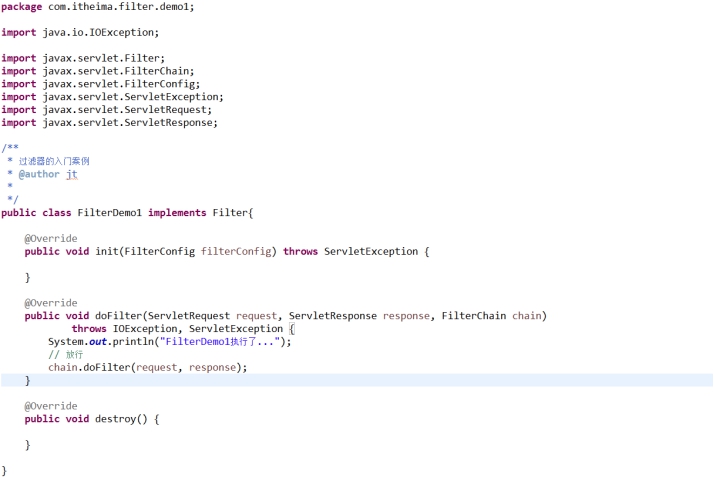 package com.itheima.filter.demo1;
import java.io.IOException;
import javax.servlet.Filter;
import javax.servlet.FilterChain;
import javax.servlet.FilterConfig;
import javax.servlet.ServletException;
import javax.servlet.ServletRequest;
import javax.servlet.ServletResponse;
/**
 * 过滤器的入门案例
 * @author jt
 *
 */
public class FilterDemo1 implements Filter{
    @Override
    public void init(FilterConfig filterConfig) throws ServletException {
    }
    @Override
    public void doFilter(ServletRequest request, ServletResponse response, FilterChain chain)
            throws IOException, ServletException {
        System.out.println("FilterDemo1执行了...");
        // 放行
        chain.doFilter(request, response);
    }
    @Override
    public void destroy() {
    }
}